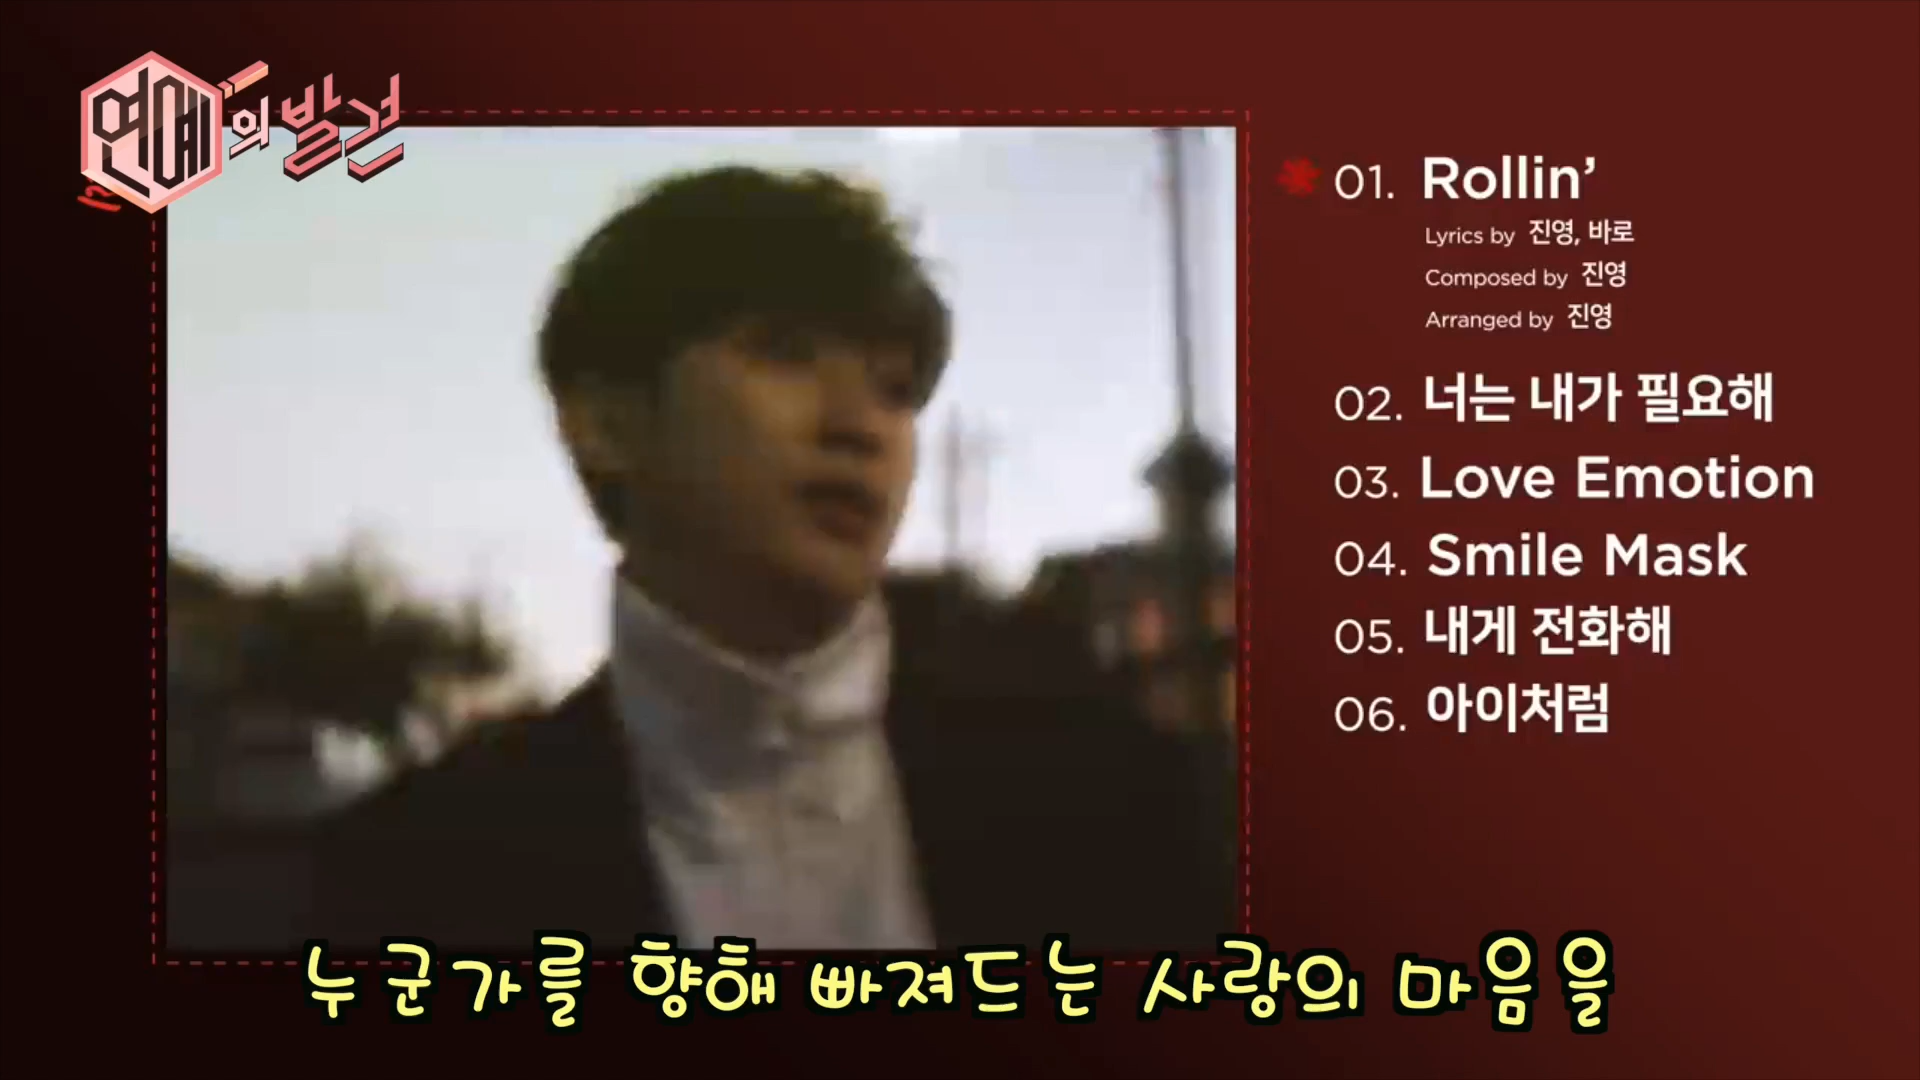 연예의 발견
01. Rollin’
Lyrics by 진영, 바로
Composed by 진영
Arranged by 진영
02. 너는 내가 필요해
03. Love Emotion
04. Smile Mask
05. 내게 전화해
06. 아이처럼
누군가를 향해 빠져드는 사랑의 마음을